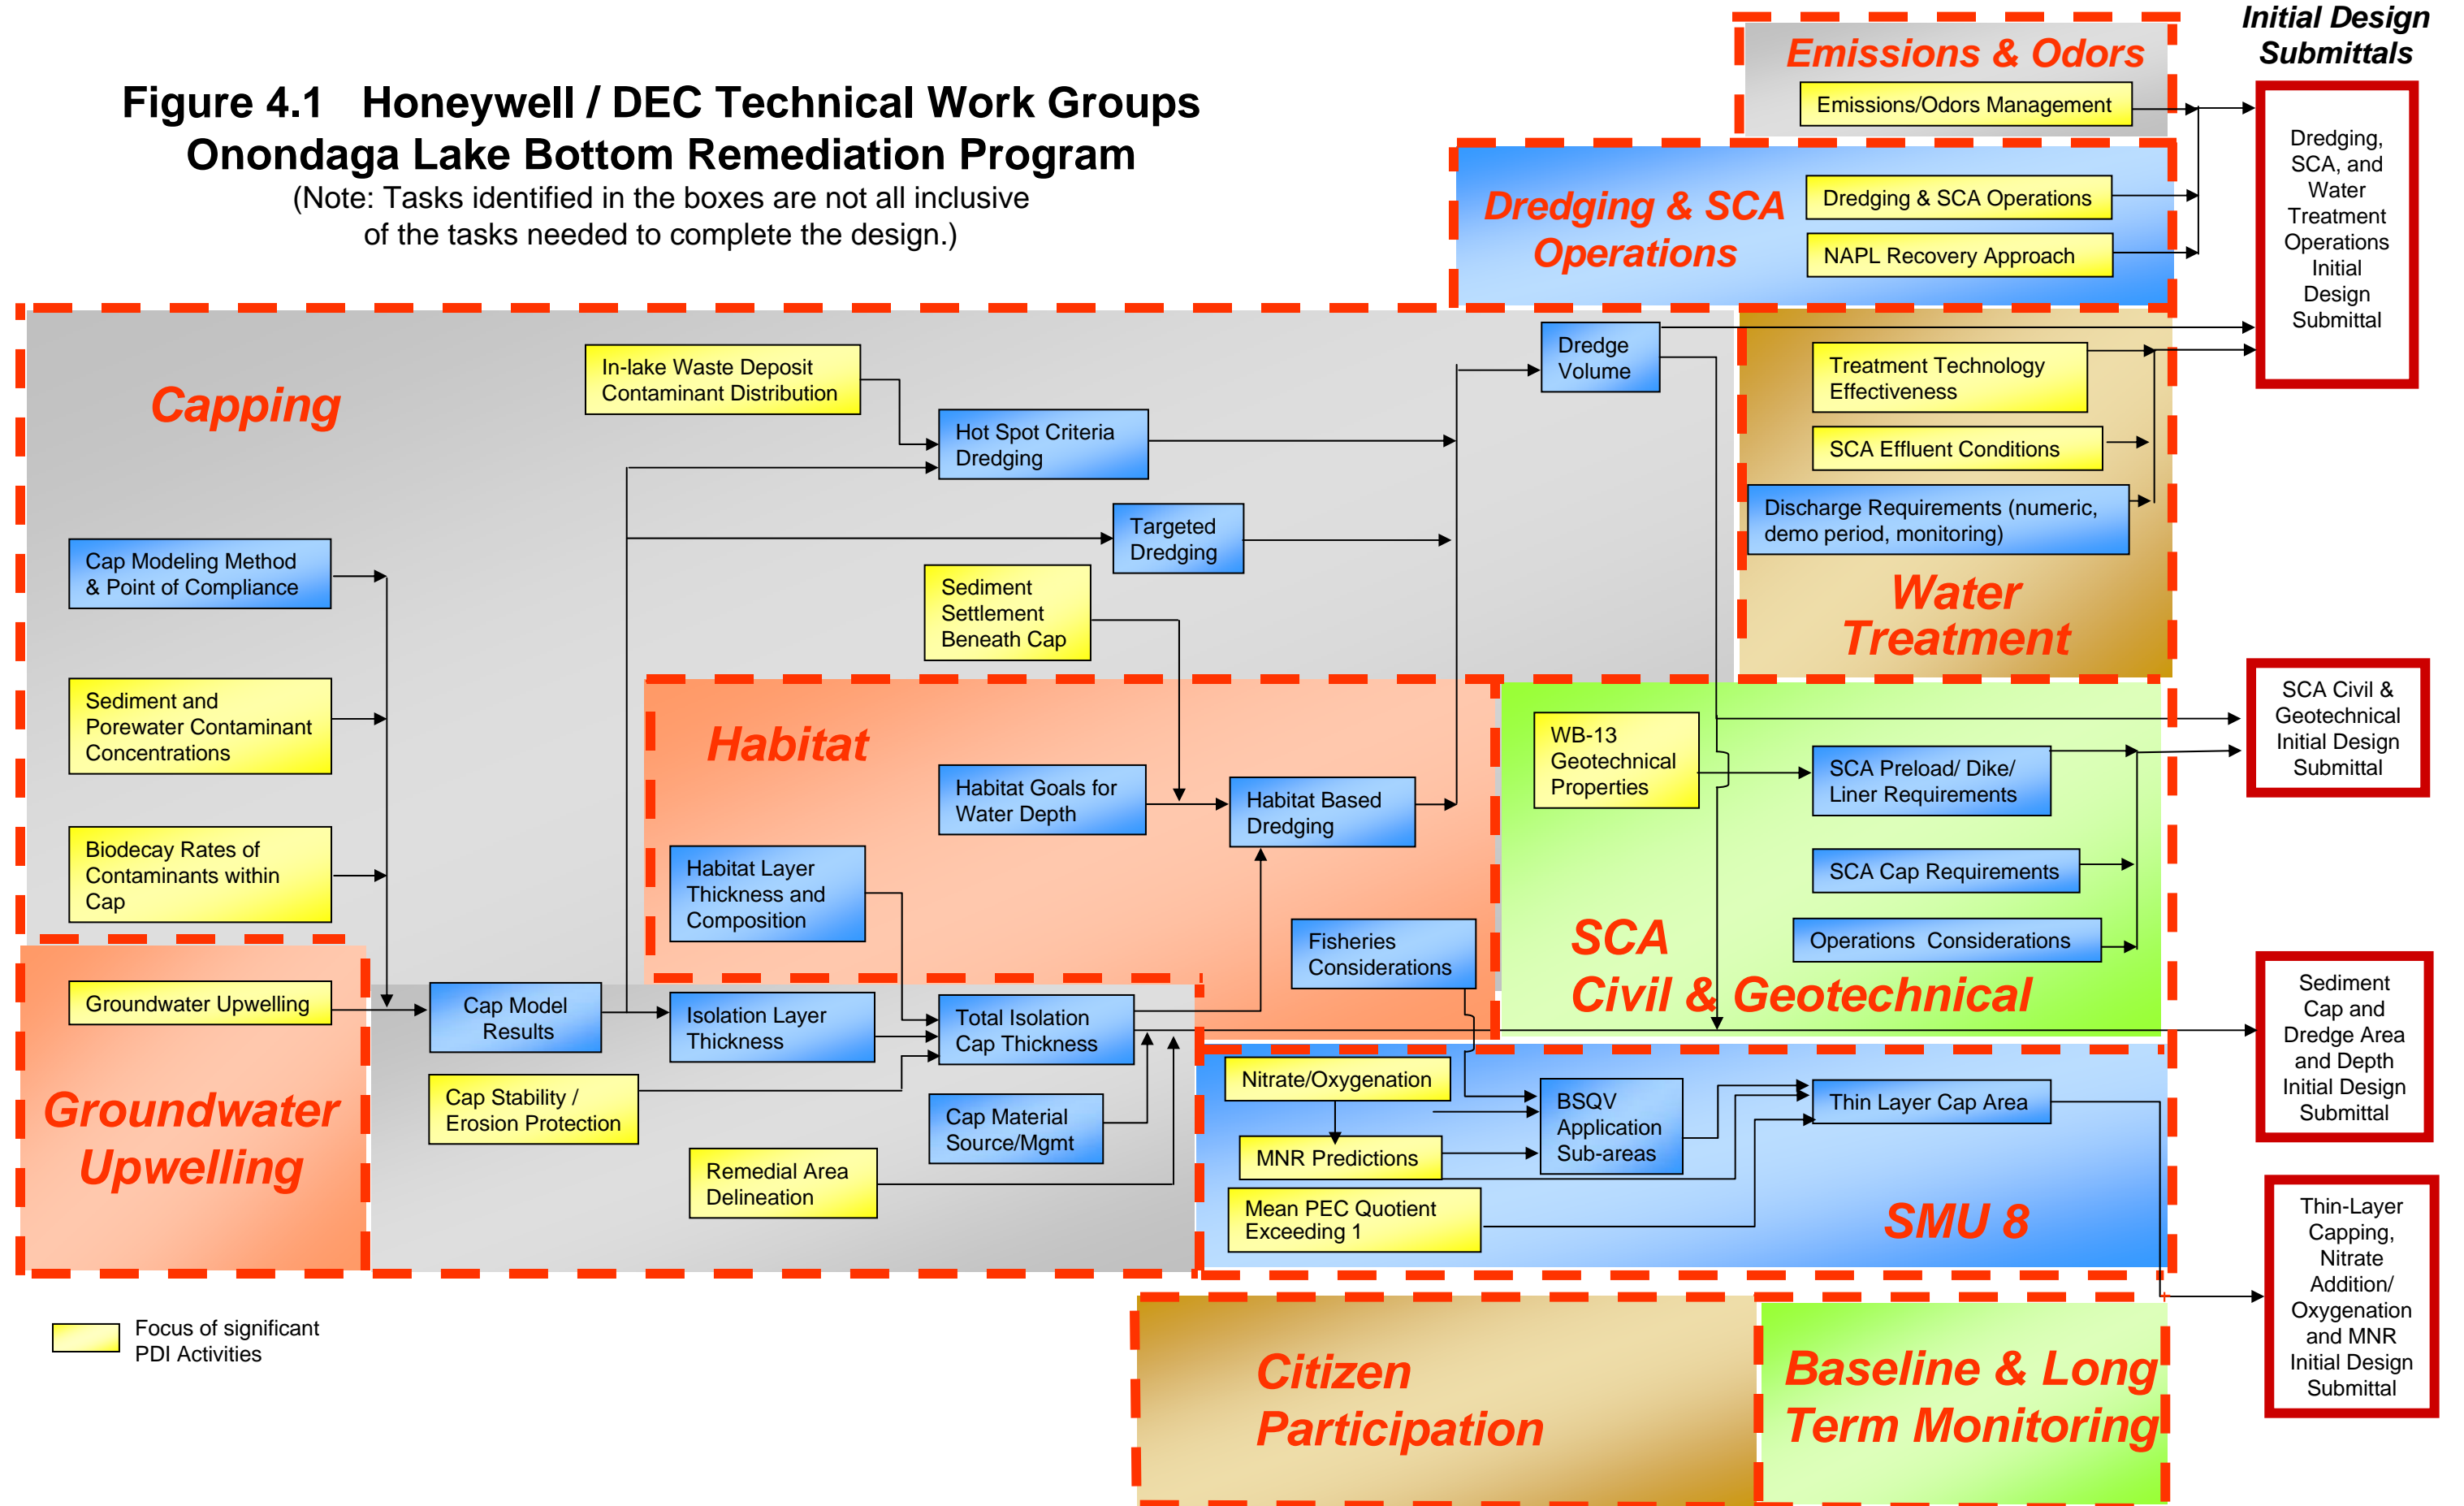 Figure 4.1 Honeywell / DEC Technical Work Groups
Onondaga Lake Bottom Remediation Program
(Note: Tasks identified in the boxes are not all inclusive
of the tasks needed to complete the design.)
Initial Design
Submittals
Emissions & Odors
Emissions/Odors Management
Dredging & SCA
Operations
Dredging & SCA Operations
NAPL Recovery Approach
Dredging,
SCA, and
Water
Treatment
Operations
Initial
Design
Submittal
Capping
In-lake Waste Deposit
Contaminant Distribution
Hot Spot Criteria
Dredging
Targeted
Dredging
Dredge
Volume
Cap Modeling Method
& Point of Compliance
Sediment
Settlement
Beneath Cap
Sediment and
Porewater Contaminant
Concentrations
Biodecay Rates of
Contaminants within
Cap
Treatment Technology
Effectiveness
SCA Effluent Conditions
Discharge Requirements (numeric,
demo period, monitoring)
Water
Treatment
Habitat
Habitat Goals for
Water Depth
Habitat Based
Dredging
Habitat Layer
Thickness and
Composition
Fisheries
Considerations
WB-13
Geotechnical
Properties
SCA Preload/ Dike/
Liner Requirements
SCA Cap Requirements
Operations Considerations
SCA
Civil & Geotechnical
SCA Civil &
Geotechnical
Initial Design
Submittal
Groundwater Upwelling
Groundwater
Upwelling
Cap Model
Results
Isolation Layer
Thickness
Total Isolation
Cap Thickness
Cap Stability /
Erosion Protection
Cap Material
Source/Mgmt
Remedial Area
Delineation
Nitrate/Oxygenation
MNR Predictions
Mean PEC Quotient
Exceeding 1
BSQV
Application
Sub-areas
Thin Layer Cap Area
SMU 8
Sediment
Cap and
Dredge Area
and Depth
Initial Design
Submittal
Thin-Layer
Capping,
Nitrate
Addition/
Oxygenation
and MNR
Initial Design
Submittal
Focus of significant
PDI Activities
Citizen
Participation
Baseline & Long
Term Monitoring